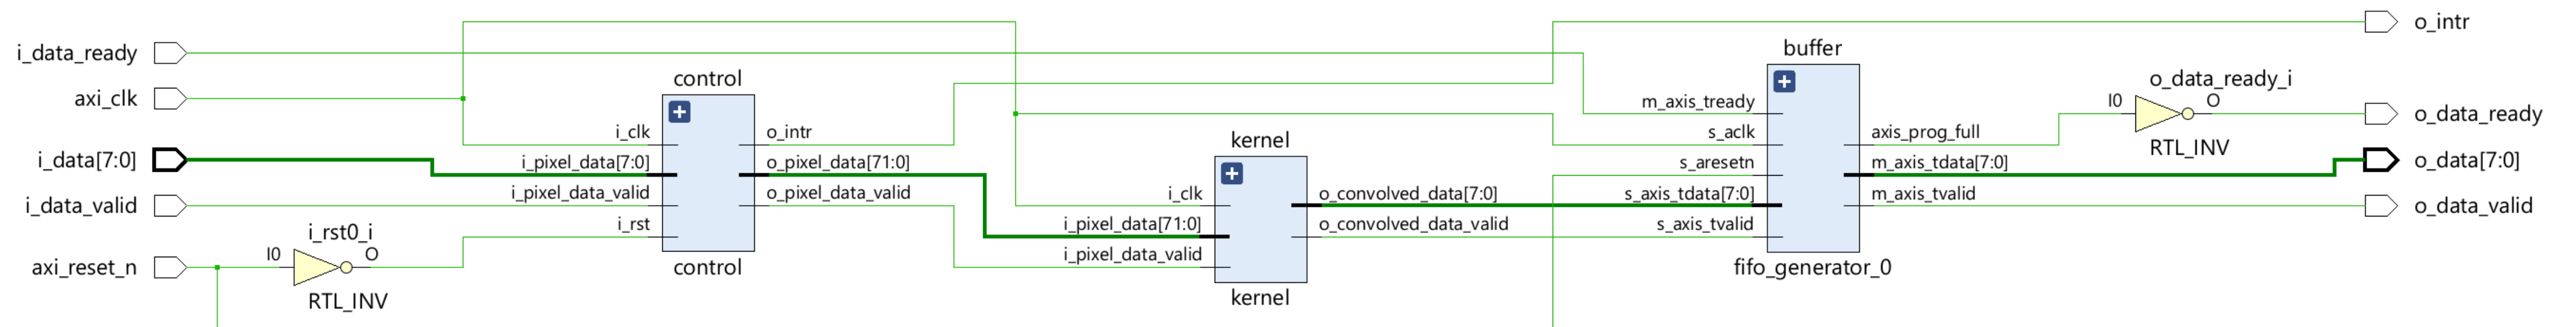 i_data_ready
axi_clk
i_data[7:0]
i_data_valid
axi_reset_n
i_rst0_i
I0
O
RTL_INV
control
i_clk
i_pixel_data[7:0]
i_pixel_data_valid
i_rst
o_intr
o_pixel_data[71:0]
o_pixel_data_valid
control
kernel
i_clk
i_pixel_data[71:0]
i_pixel_data_valid
o_convolved_data[7:0]
o_convolved_data_valid
kernel
buffer
m_axis_tready
s_aclk
s_aresetn
s_axis_tdata[7:0]
s_axis_tvalid
axis_prog_full
m_axis_tdata[7:0]
m_axis_tvalid
fifo_generator_0
o_data_ready_i
I0
O
RTL_INV
o_intr
o_data_ready
o_data[7:0]
o_data_valid